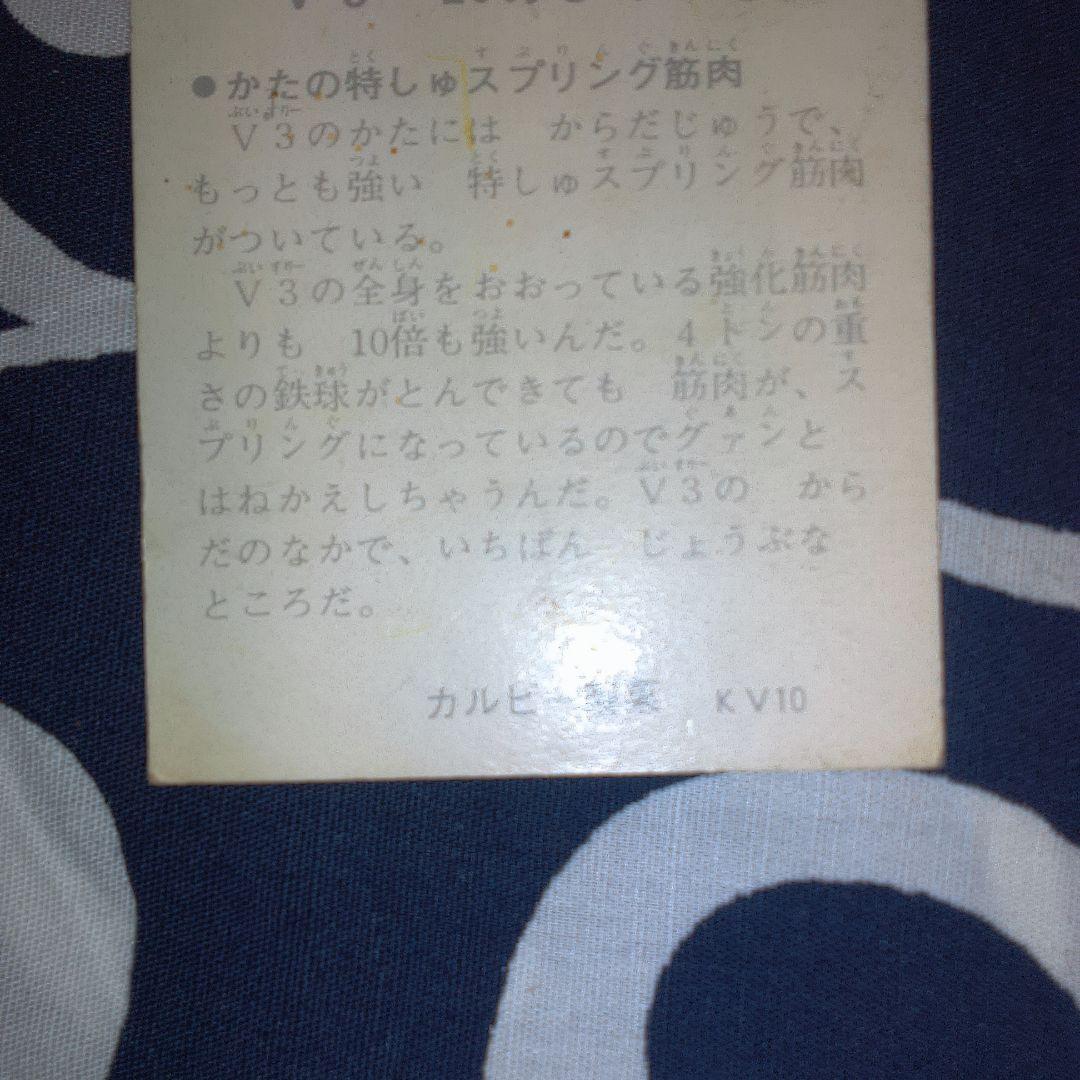 ●かたの特しゅスプリング筋肉
V3のかたには からだじゅうで、
もっとも強い 特しゅスプリング筋肉
がついている。
V3の全身をおおっている強化筋肉
よりも 10倍も強いんだ。4トンの重
さの鉄球がとんできても 筋肉が、ス
プリングになっているのでグァンと
はねかえしちゃうんだ。V3の から
だのなかで、いちばん じょうぶな
ところだ。
カルビー製菓 KV10